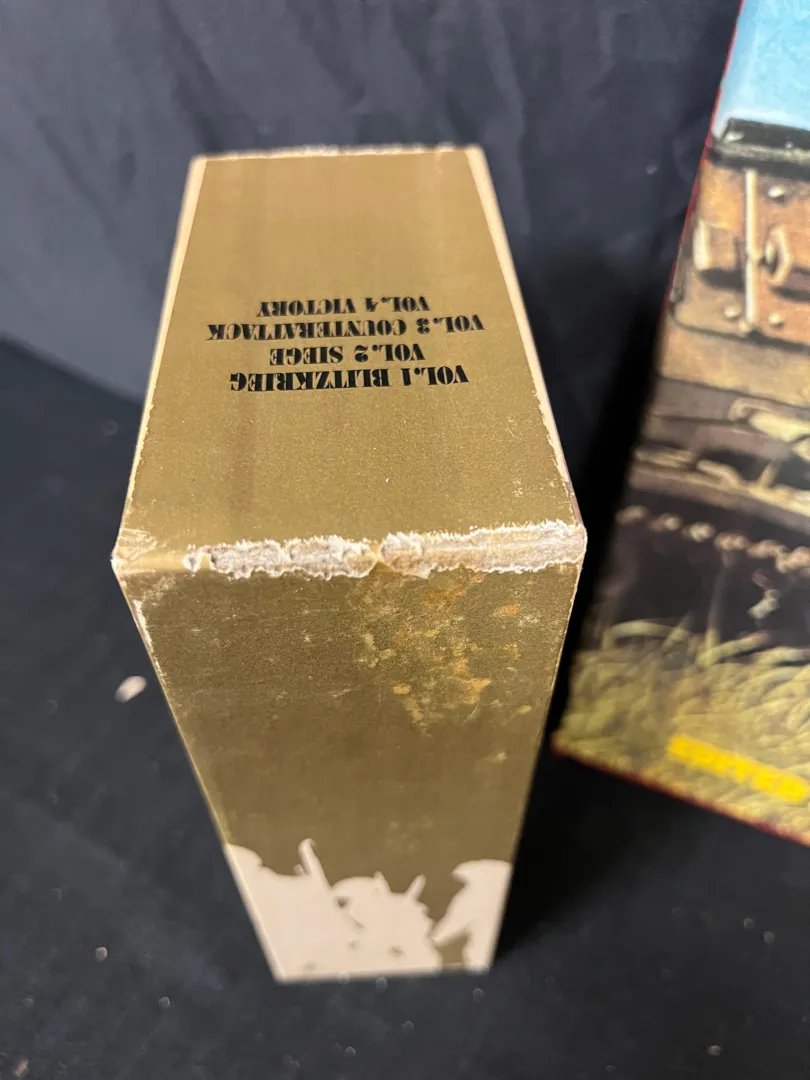 VOL.1 BLITZKRIEG
VOL.2 SIEGE
VOL.3 COUNTERATTACK
VOL.4 VICTORY